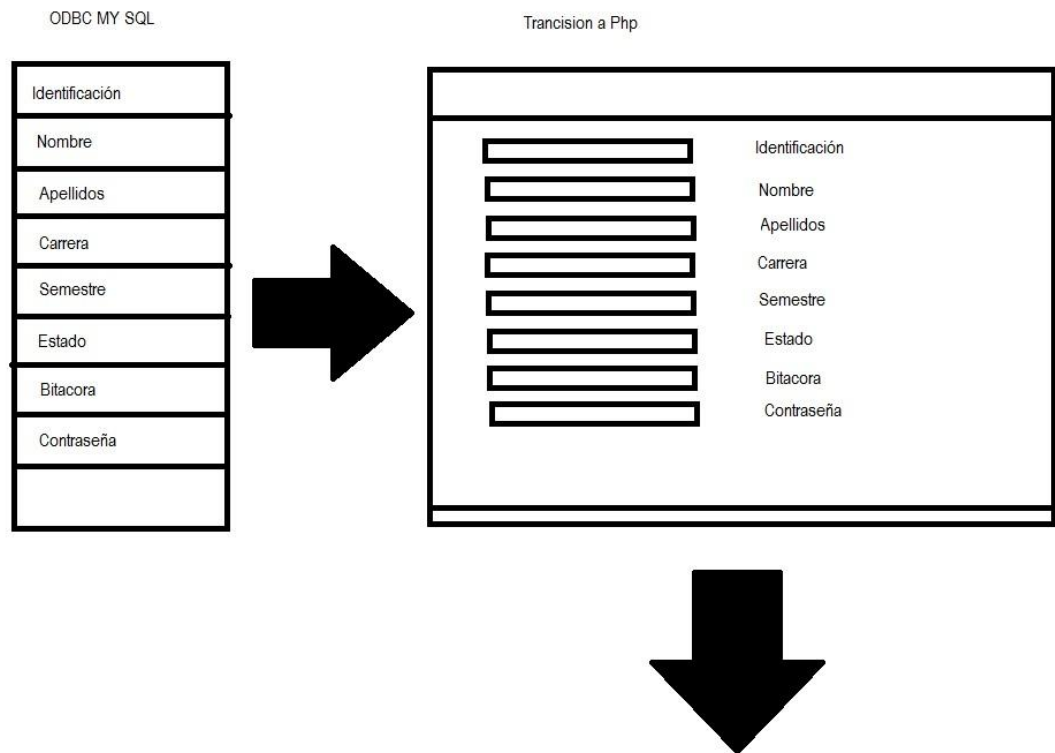 ODBC MY SQL
Trancision a Php
Identificación
Nombre
Apellidos
Carrera
Semestre
Estado
Bitacora
Contraseña
Identificación
Nombre
Apellidos
Carrera
Semestre
Estado
Bitacora
Contraseña